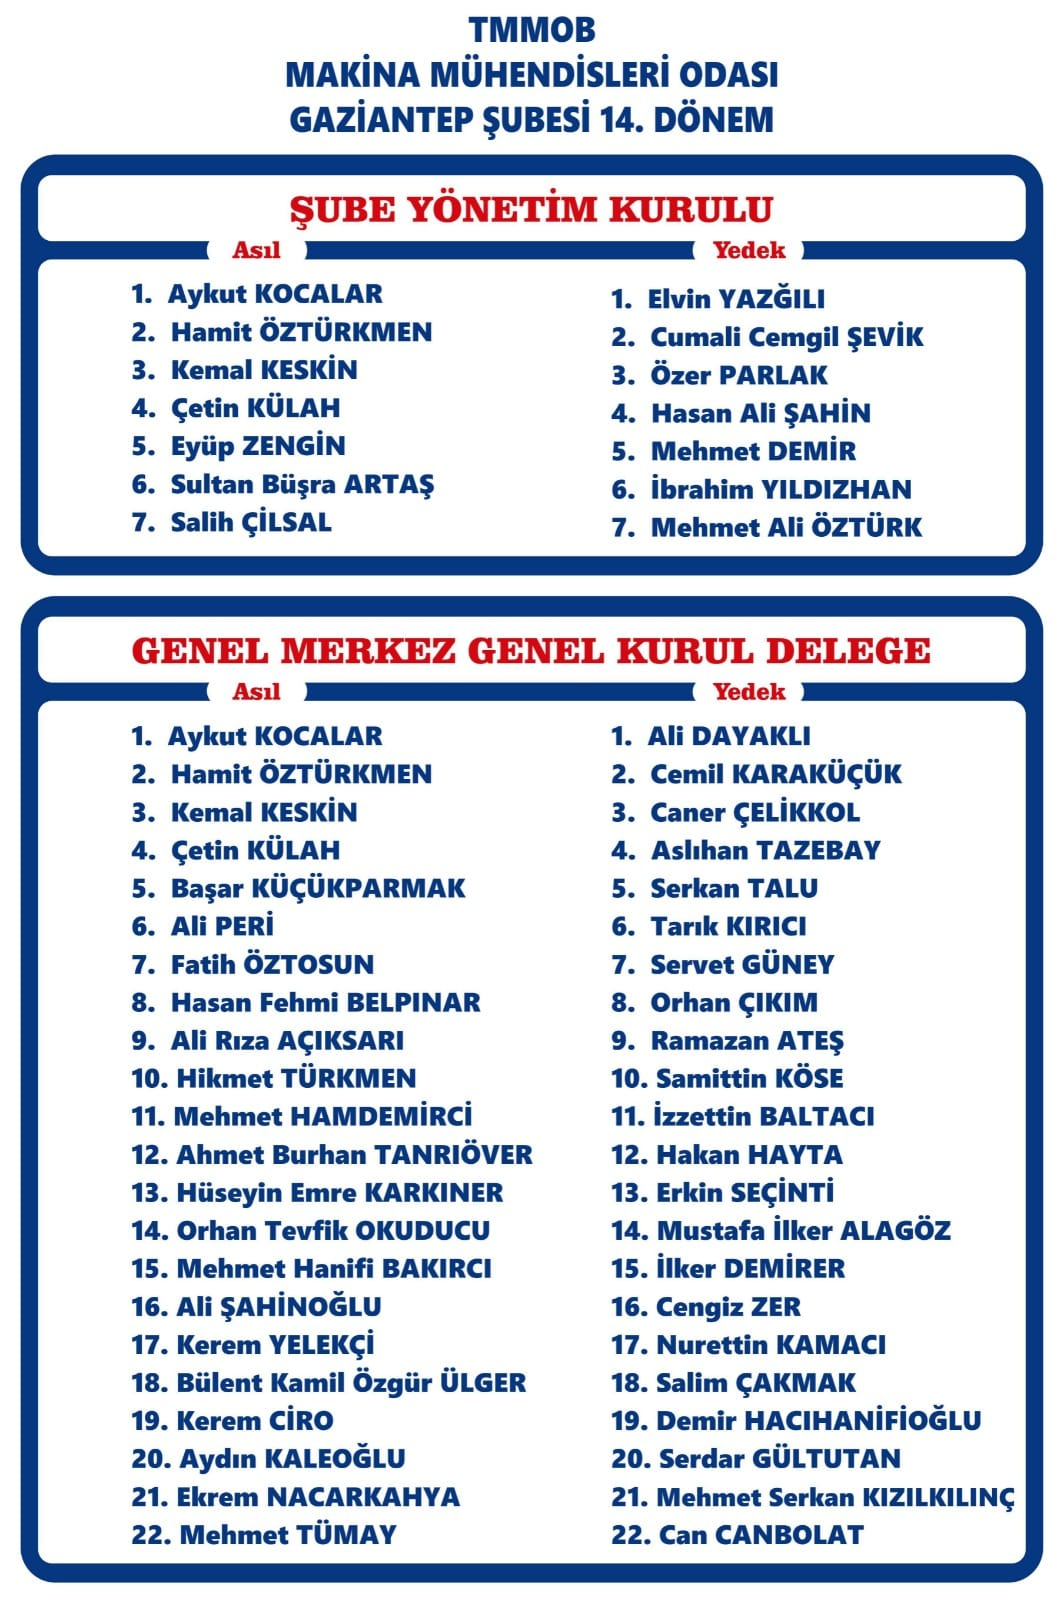 TMMOB
MAKİNA MÜHENDİSLERİ ODASI
GAZİANTEP ŞUBESİ 14. DÖNEM
ŞUBE YÖNETİM KURULU
Asıl
1. Aykut KOCALAR
2. Hamit ÖZTÜRKMEN
3. Kemal KESKİN
4. Çetin KÜLAH
5. Eyüp ZENGİN
6. Sultan Büşra ARTAŞ
7. Salih ÇİLSAL
Yedek
1. Elvin YAZĞILI
2. Cumali Cemgil ŞEVİK
3. Özer PARLAK
4. Hasan Ali ŞAHİN
5. Mehmet DEMİR
6. İbrahim YILDIZHAN
7. Mehmet Ali ÖZTÜRK
GENEL MERKEZ GENEL KURUL DELEGE
Asıl
1. Aykut KOCALAR
2. Hamit ÖZTÜRKMEN
3. Kemal KESKİN
4. Çetin KÜLAH
5. Başar KÜÇÜKPARMAK
6. Ali PERİ
7. Fatih ÖZTOSUN
8. Hasan Fehmi BELPINAR
9. Ali Rıza AÇIKSARI
10. Hikmet TÜRKMEN
11. Mehmet HAMDEMİRCİ
12. Ahmet Burhan TANRIÖVER
13. Hüseyin Emre KARKINER
14. Orhan Tevfik OKUDUCU
15. Mehmet Hanifi BAKIRCI
16. Ali ŞAHİNOĞLU
17. Kerem YELEKÇİ
18. Bülent Kamil Özgür ÜLGER
19. Kerem CİRO
20. Aydın KALEOĞLU
21. Ekrem NACARKAHYA
22. Mehmet TÜMAY
Yedek
1. Ali DAYAKLI
2. Cemil KARAKÜÇÜK
3. Caner ÇELİKKOL
4. Aslıhan TAZEBAY
5. Serkan TALU
6. Tarık KIRICI
7. Servet GÜNEY
8. Orhan ÇIKIM
9. Ramazan ATEŞ
10. Samittin KÖSE
11. İzzettin BALTACI
12. Hakan HAYTA
13. Erkin SEÇİNTİ
14. Mustafa İlker ALAGÖZ
15. İlker DEMİRER
16. Cengiz ZER
17. Nurettin KAMACI
18. Salim ÇAKMAK
19. Demir HACIHANİFİOĞLU
20. Serdar GÜLTUTAN
21. Mehmet Serkan KIZILKILINÇ
22. Can CANBOLAT